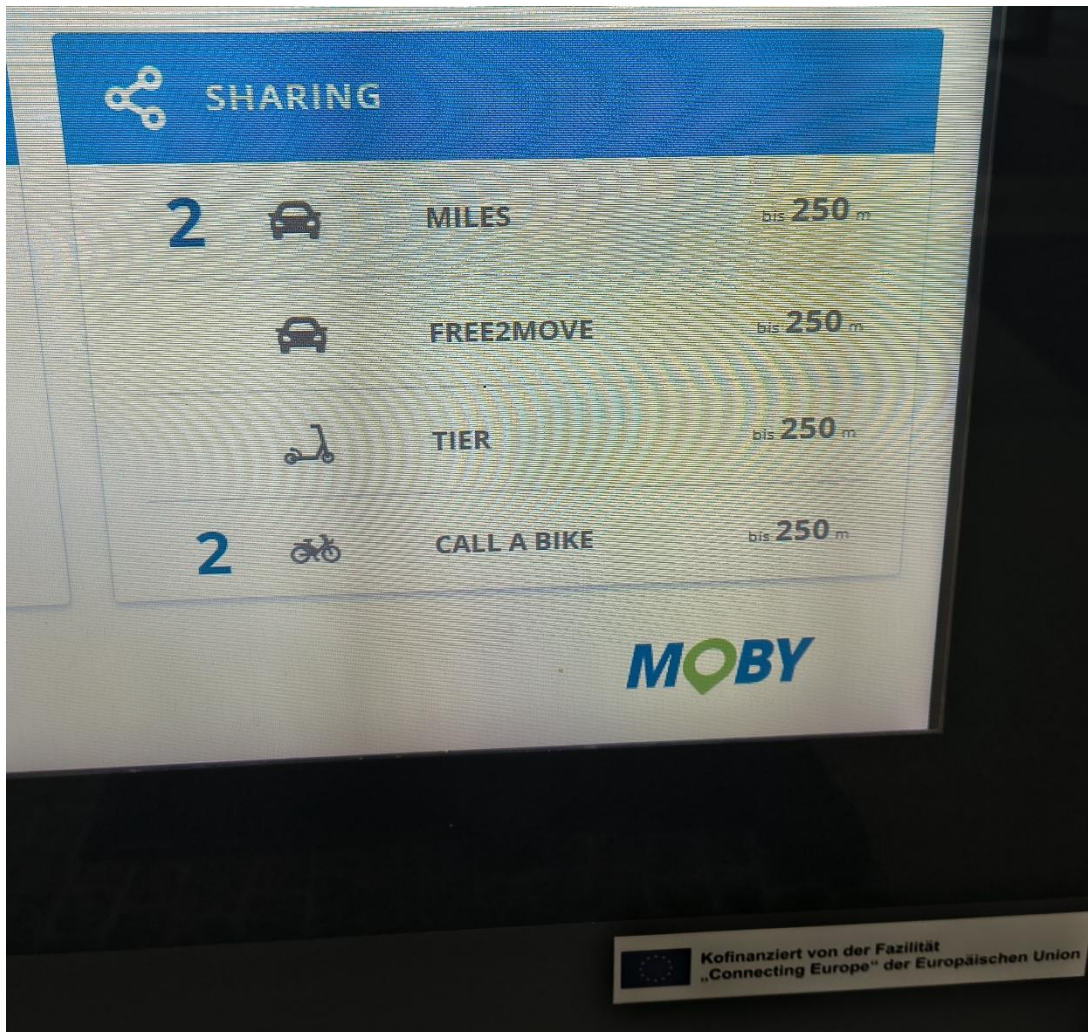 SHARING
2 MILES bis 250 m
FREE2MOVE bis 250 m
TIER bis 250 m
2 CALL A BIKE bis 250 m
MOBY
Kofinanziert von der Fazilität
„Connecting Europe“ der Europäischen Union